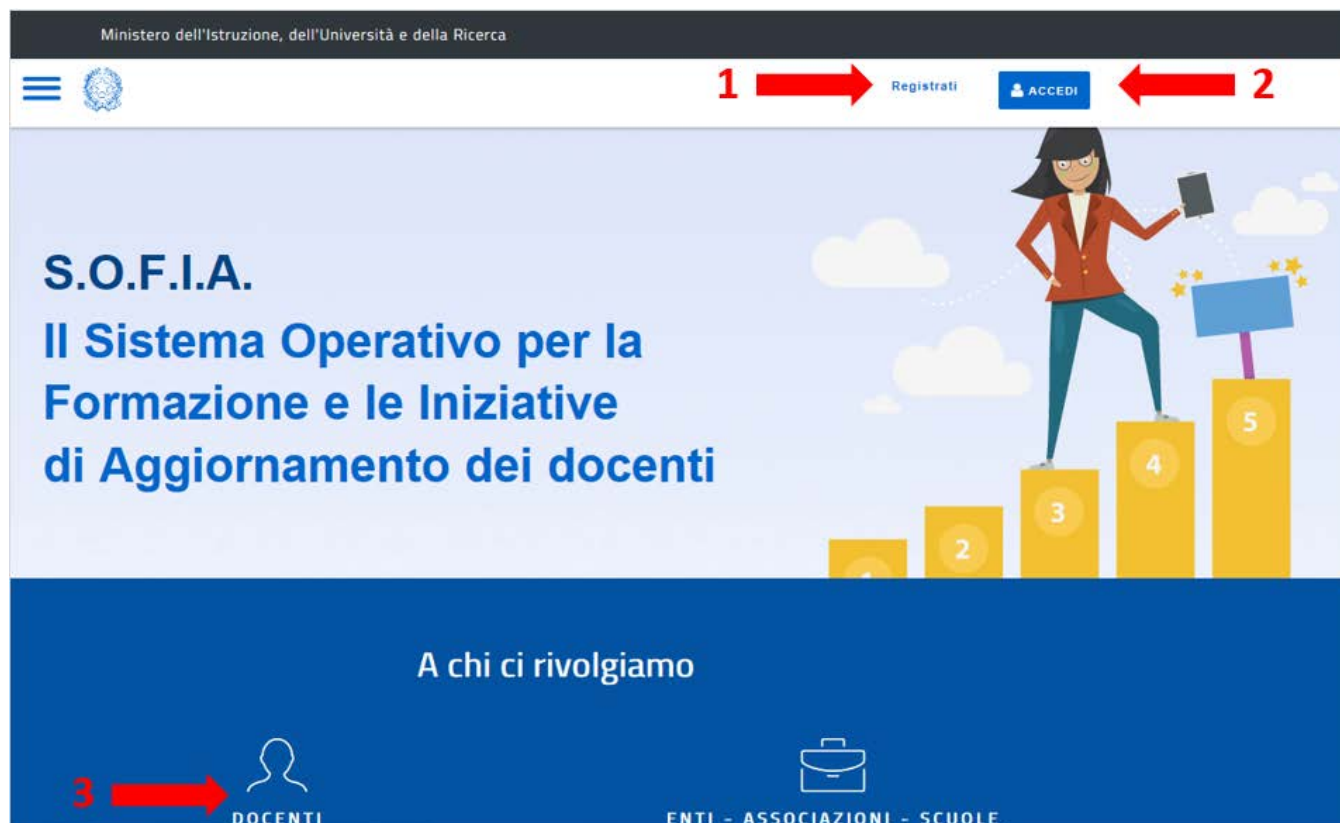 Ministero dell'Istruzione, dell'Università e della Ricerca
1
Registrati
ACCEDI
2
S.O.F.I.A.
Il Sistema Operativo per la
Formazione e le Iniziative
di Aggiornamento dei docenti
5
4
3
2
1
A chi ci rivolgiamo
3
DOCENTI
ENTI - ASSOCIAZIONI - SCUOLE